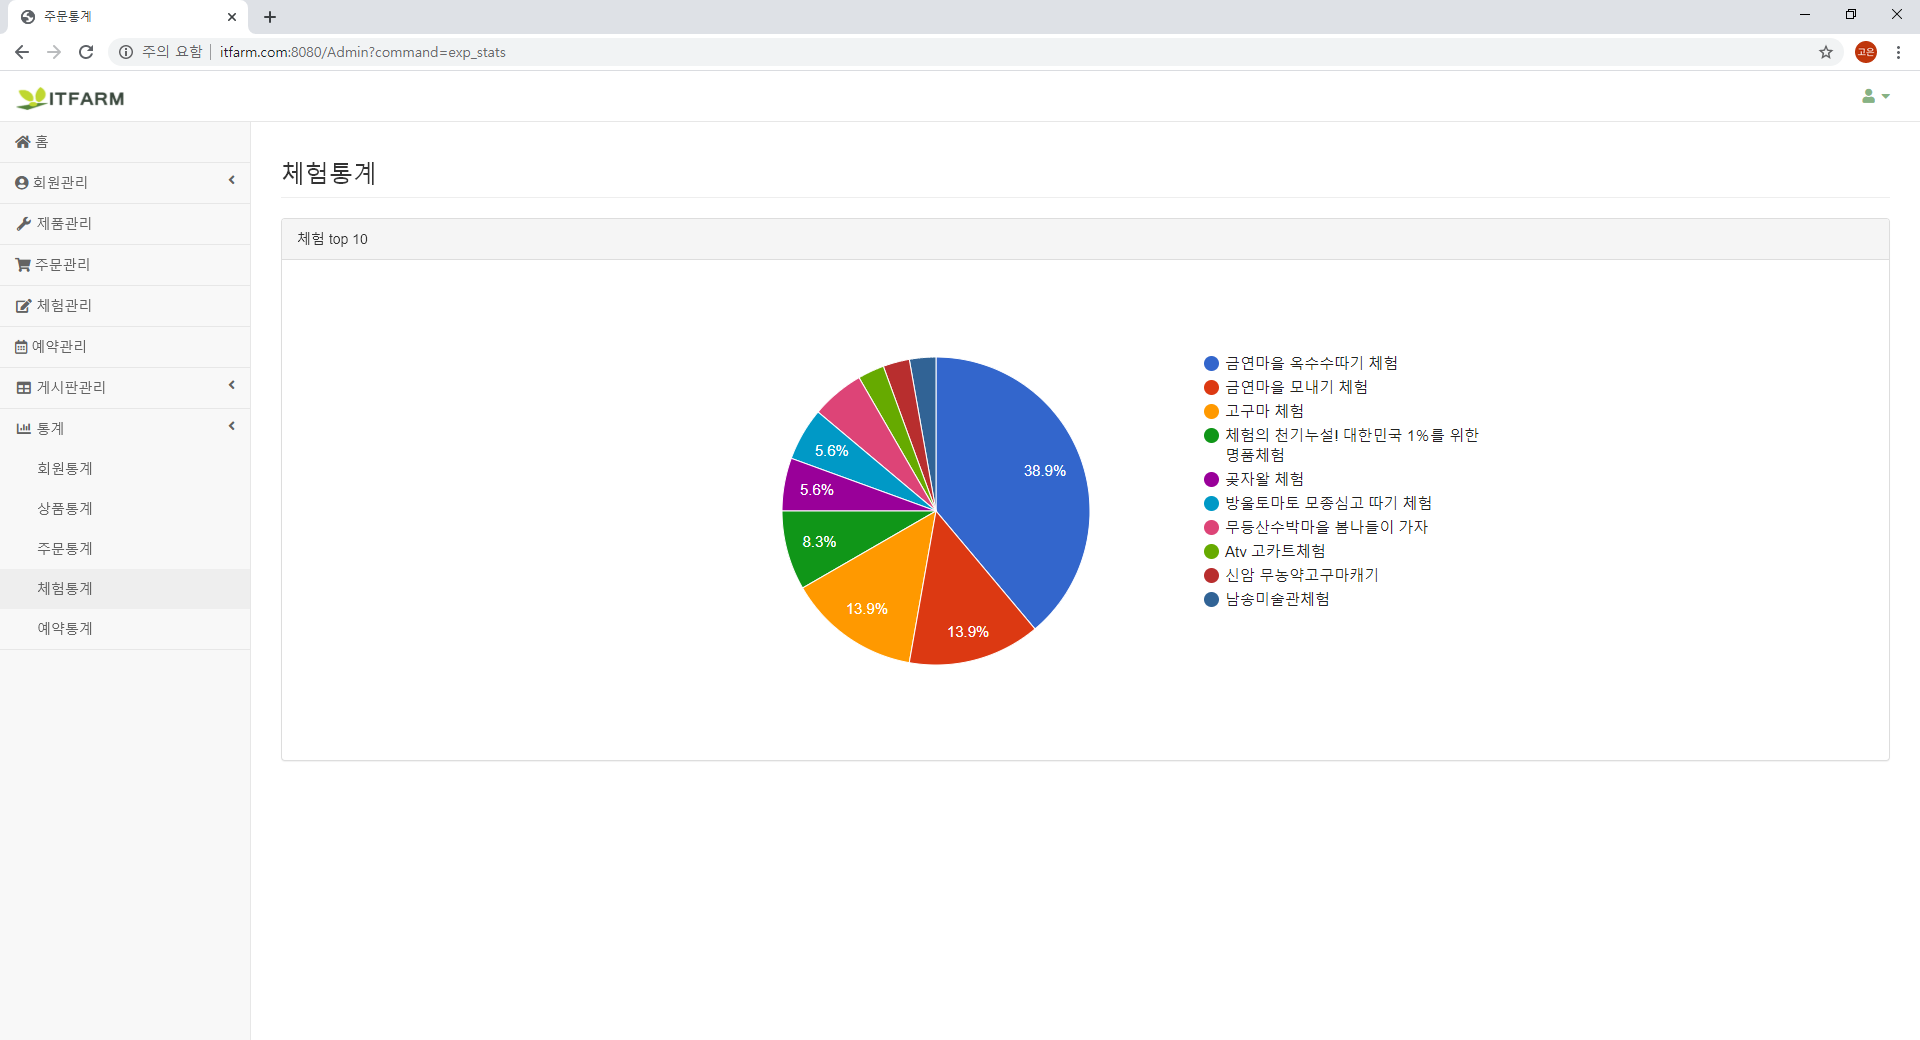 주문통계
주의 요함
itfarm.com:8080/Admin?command=exp_stats
고은
ITFARM
홈
회원관리
제품관리
주문관리
체험관리
예약관리
게시판관리
통계
회원통계
상품통계
주문통계
체험통계
예약통계
체험통계
체험 top 10
38.9%
13.9%
13.9%
8.3%
5.6%
5.6%
금연마을 옥수수따기 체험
금연마을 모내기 체험
고구마 체험
체험의 천기누설! 대한민국 1%를 위한
명품체험
곶자왈 체험
방울토마토 모종심고 따기 체험
무등산수박마을 봄나들이 가자
Atv 고카트체험
신암 무농약고구마캐기
남송미술관체험